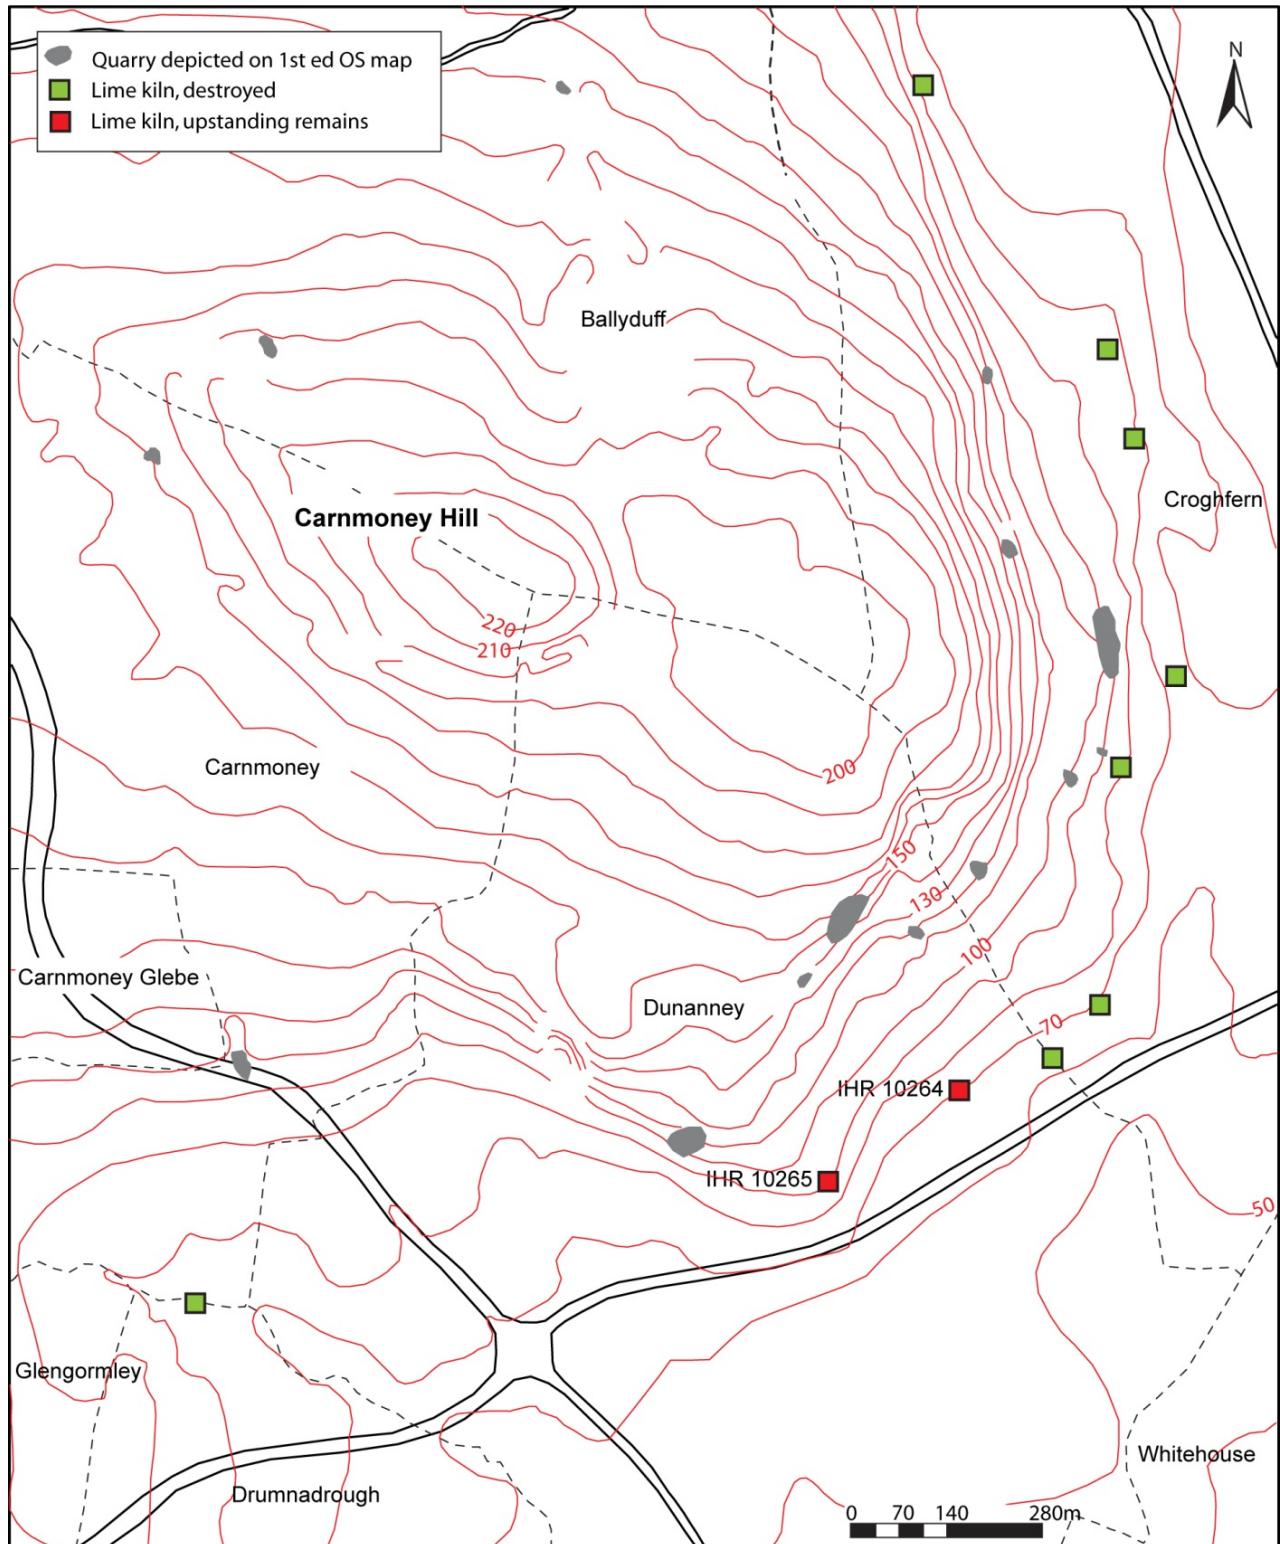 Quarry depicted on 1st ed OS map
Lime kiln, destroyed
Lime kiln, upstanding remains
N
Ballyduff
Croghfern
Carnmoney Hill
220
210
Carnmoney
200
150
130
100
Carnmoney Glebe
Dunanney
70
IHR 10264
IHR 10265
50
Glengormley
Whitehouse
Drumnadrough
0 70 140 280m